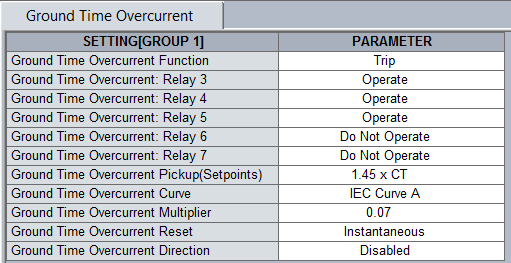 Ground Time Overcurrent
SETTING[GROUP 1] PARAMETER
Ground Time Overcurrent Function Trip
Ground Time Overcurrent: Relay 3 Operate
Ground Time Overcurrent: Relay 4 Operate
Ground Time Overcurrent: Relay 5 Operate
Ground Time Overcurrent: Relay 6 Do Not Operate
Ground Time Overcurrent: Relay 7 Do Not Operate
Ground Time Overcurrent Pickup(Setpoints) 1.45 x CT
Ground Time Overcurrent Curve IEC Curve A
Ground Time Overcurrent Multiplier 0.07
Ground Time Overcurrent Reset Instantaneous
Ground Time Overcurrent Direction Disabled